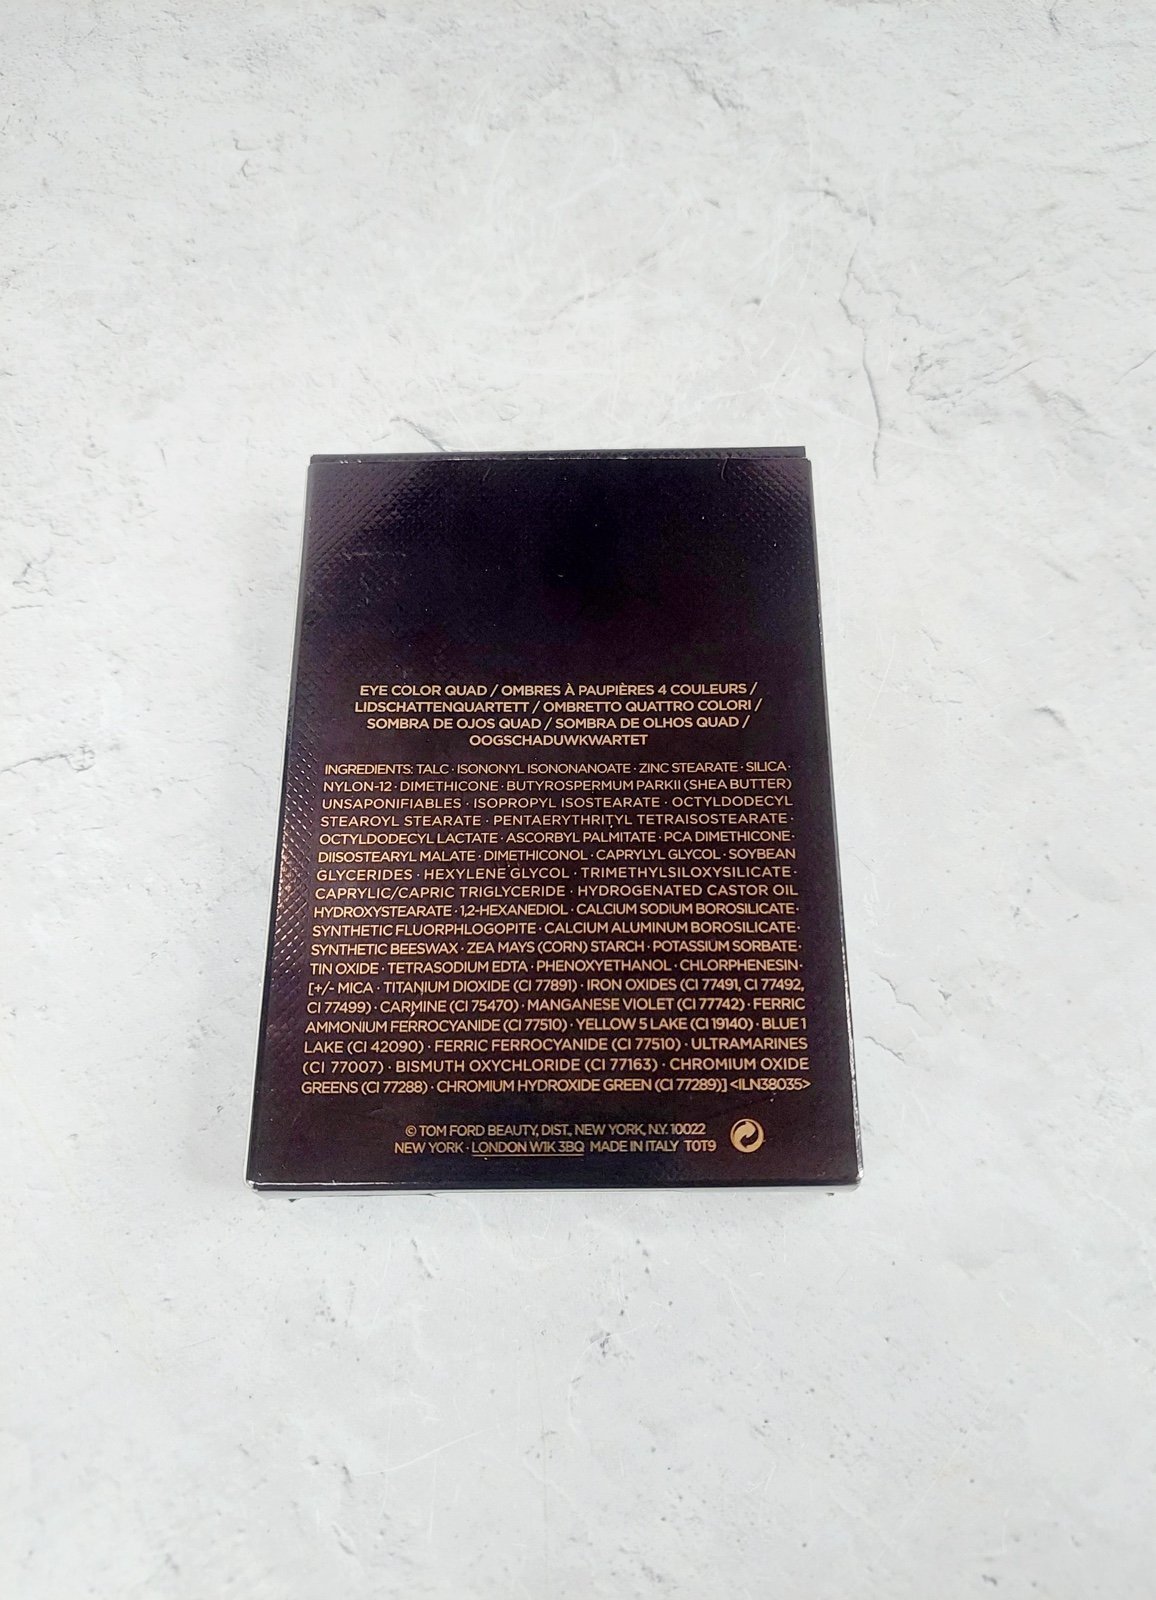 EYE COLOR QUAD / OMBRES À PAUPIÈRES 4 COULEURS /
LIDSCHATTENQUARTETT / OMBRETTO QUATTRO COLORI /
SOMBRA DE OJOS QUAD / SOMBRA DE OLHOS QUAD /
OOGSCHADUWKWARTET
INGREDIENTS: TALC · ISONONYL ISONONANOATE · ZINC STEARATE · SILICA ·
NYLON-12 · DIMETHICONE · BUTYROSPERMUM PARKII (SHEA BUTTER)
UNSAPONIFIABLES · ISOPROPYL ISOSTEARATE · OCTYLDODECYL
STEAROYL STEARATE · PENTAERYTHRITYL TETRAISOSTEARATE ·
OCTYLDODECYL LACTATE · ASCORBYL PALMITATE · PCA DIMETHICONE ·
DIISOSTEARYL MALATE · DIMETHICONOL · CAPRYLYL GLYCOL · SOYBEAN
GLYCERIDES · HEXYLENE GLYCOL · TRIMETHYLSILOXYSILICATE ·
CAPRYLIC/CAPRIC TRIGLYCERIDE · HYDROGENATED CASTOR OIL
HYDROXYSTEARATE · 1,2-HEXANEDIOL · CALCIUM SODIUM BOROSILICATE ·
SYNTHETIC FLUORPHLOGOPITE · CALCIUM ALUMINUM BOROSILICATE ·
SYNTHETIC BEESWAX · ZEA MAYS (CORN) STARCH · POTASSIUM SORBATE ·
TIN OXIDE · TETRASODIUM EDTA · PHENOXYETHANOL · CHLORPHENESIN ·
[+/- MICA · TITANIUM DIOXIDE (CI 77891) · IRON OXIDES (CI 77491, CI 77492,
CI 77499) · CARMINE (CI 75470) · MANGANESE VIOLET (CI 77742) · FERRIC
AMMONIUM FERROCYANIDE (CI 77510) · YELLOW 5 LAKE (CI 19140) · BLUE 1
LAKE (CI 42090) · FERRIC FERROCYANIDE (CI 77510) · ULTRAMARINES
(CI 77007) · BISMUTH OXYCHLORIDE (CI 77163) · CHROMIUM OXIDE
GREENS (CI 77288) · CHROMIUM HYDROXIDE GREEN (CI 77289)] <ILN38035>
© TOM FORD BEAUTY, DIST., NEW YORK, N.Y. 10022
NEW YORK · LONDON W1K 3BQ MADE IN ITALY T0T9